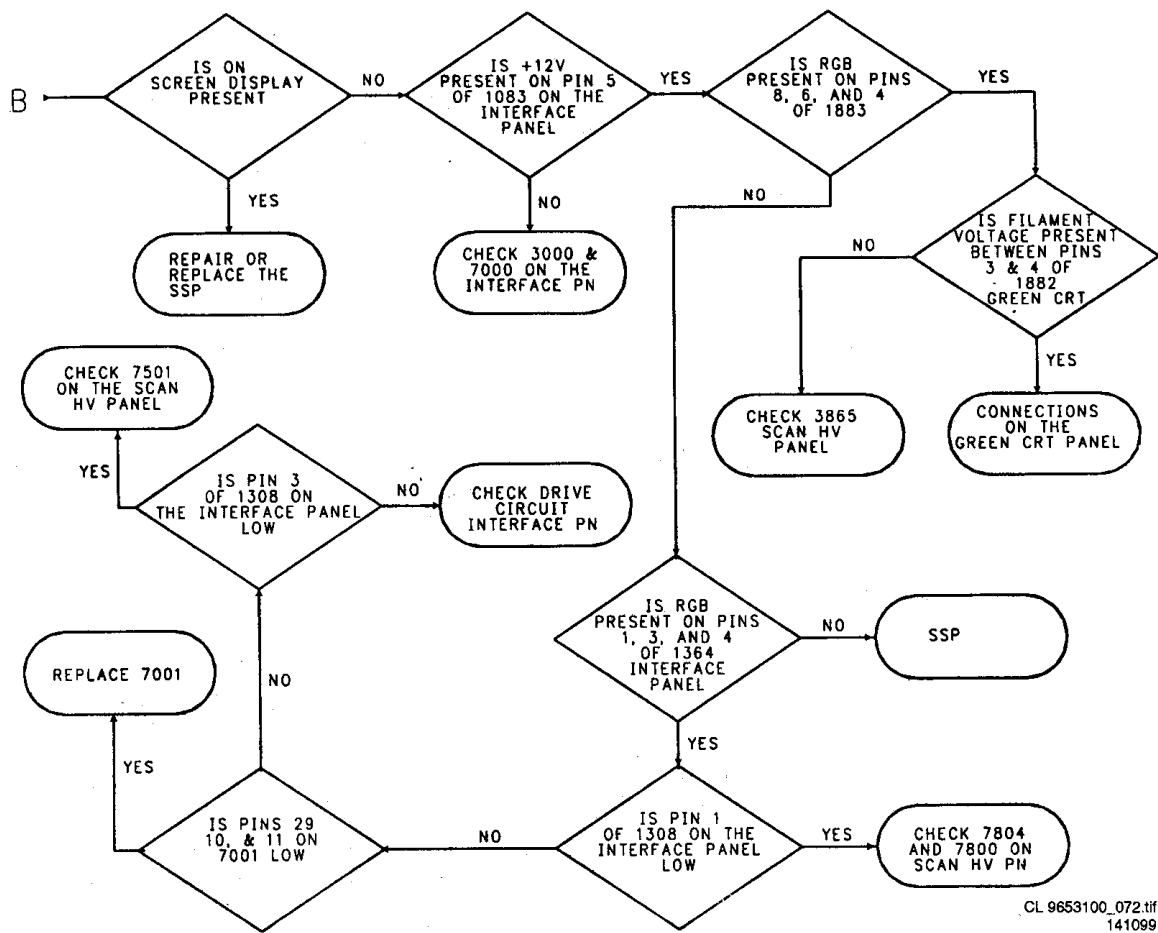 B
IS ON
SCREEN DISPLAY
PRESENT
NO
IS +12V
PRESENT ON PIN 5
OF 1083 ON THE
INTERFACE
PANEL
YES
IS RGB
PRESENT ON PINS
8, 6, AND 4
OF 1883
YES
YES
REPAIR OR
REPLACE THE
SSP
NO
CHECK 3000 &
7000 ON THE
INTERFACE PN
NO
IS FILAMENT
VOLTAGE PRESENT
BETWEEN PINS
3 & 4 OF
1882
GREEN CRT
NO
CHECK 3865
SCAN HV
PANEL
YES
CONNECTIONS
ON THE
GREEN CRT PANEL
CHECK 7501
ON THE SCAN
HV PANEL
YES
IS PIN 3
OF 1308 ON
THE INTERFACE PANEL
LOW
NO
CHECK DRIVE
CIRCUIT
INTERFACE PN
IS RGB
PRESENT ON PINS
1, 3, AND 4
OF 1364
INTERFACE
PANEL
NO
SSP
REPLACE 7001
NO
YES
YES
IS PINS 29
10, & 11 ON
7001 LOW
NO
IS PIN 1
OF 1308 ON THE
INTERFACE PANEL
LOW
YES
CHECK 7804
AND 7800 ON
SCAN HV PN
CL 9653100_072.tif
141099